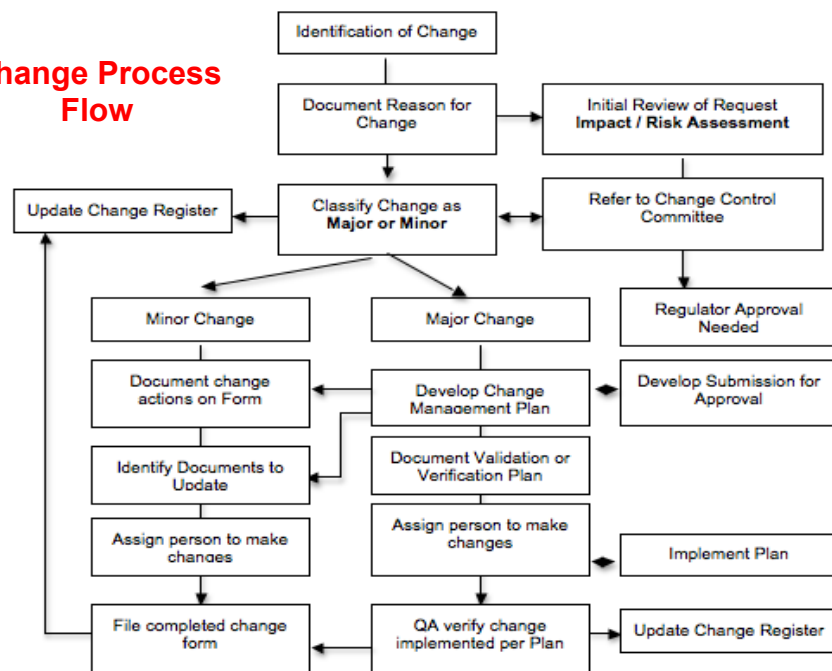 hange Process
Flow
Identification of Change
Document Reason for
Change
Initial Review of Request
Impact / Risk Assessment
Update Change Register
Classify Change as
Major or Minor
Refer to Change Control
Committee
Minor Change
Major Change
Regulator Approval
Needed
Document change
actions on Form
Develop Change
Management Plan
Develop Submission for
Approval
Identify Documents to
Update
Document Validation or
Verification Plan
Assign person to make
changes
Assign person to make
changes
Implement Plan
File completed change
form
QA verify change
implemented per Plan
Update Change Register